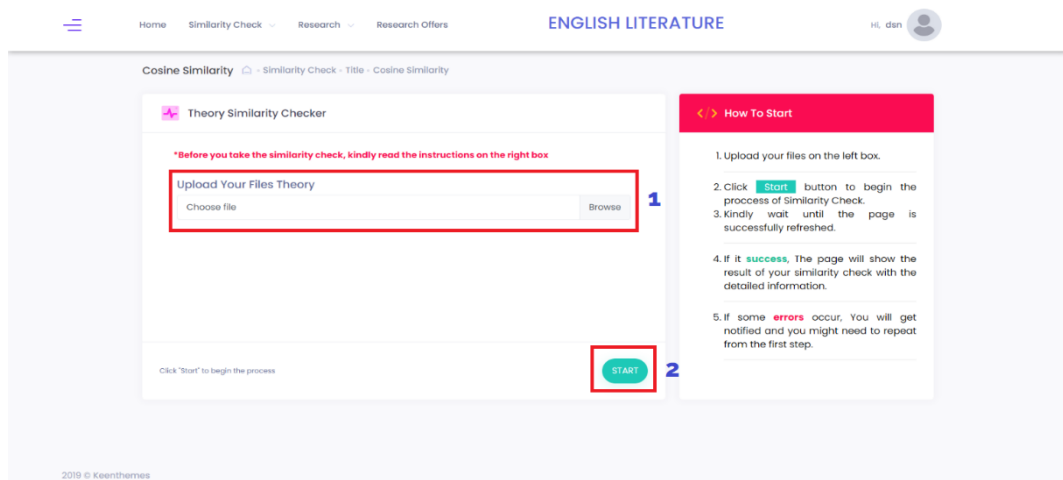 Home Similarity Check Research Research Offers ENGLISH LITERATURE Hi, dsn
Cosine Similarity - Similarity Check - Title - Cosine Similarity
Theory Similarity Checker
*Before you take the similarity check, kindly read the instructions on the right box
Upload Your Files Theory
Choose file Browse
1
Click "Start" to begin the process
START
2
</> How To Start
1. Upload your files on the left box.
2. Click Start button to begin the
proccess of Similarity Check.
3. Kindly wait until the page is
successfully refreshed.
4. If it success, The page will show the
result of your similarity check with the
detailed information.
5. If some errors occur, You will get
notified and you might need to repeat
from the first step.
2019 © Keenthemes